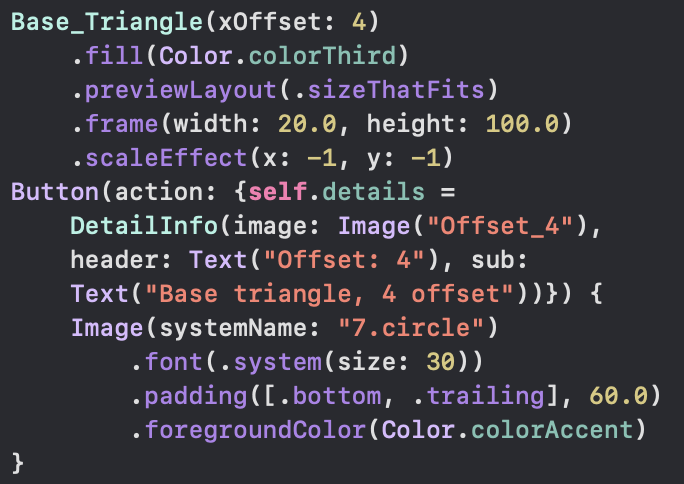 Base_Triangle(xOffset: 4)
    .fill(Color.colorThird)
    .previewLayout(.sizeThatFits)
    .frame(width: 20.0, height: 100.0)
    .scaleEffect(x: -1, y: -1)
Button(action: {self.details =
    DetailInfo(image: Image("Offset_4"),
    header: Text("Offset: 4"), sub:
    Text("Base triangle, 4 offset"))}) {
    Image(systemName: "7.circle")
        .font(.system(size: 30))
        .padding([.bottom, .trailing], 60.0)
        .foregroundColor(Color.colorAccent)
}